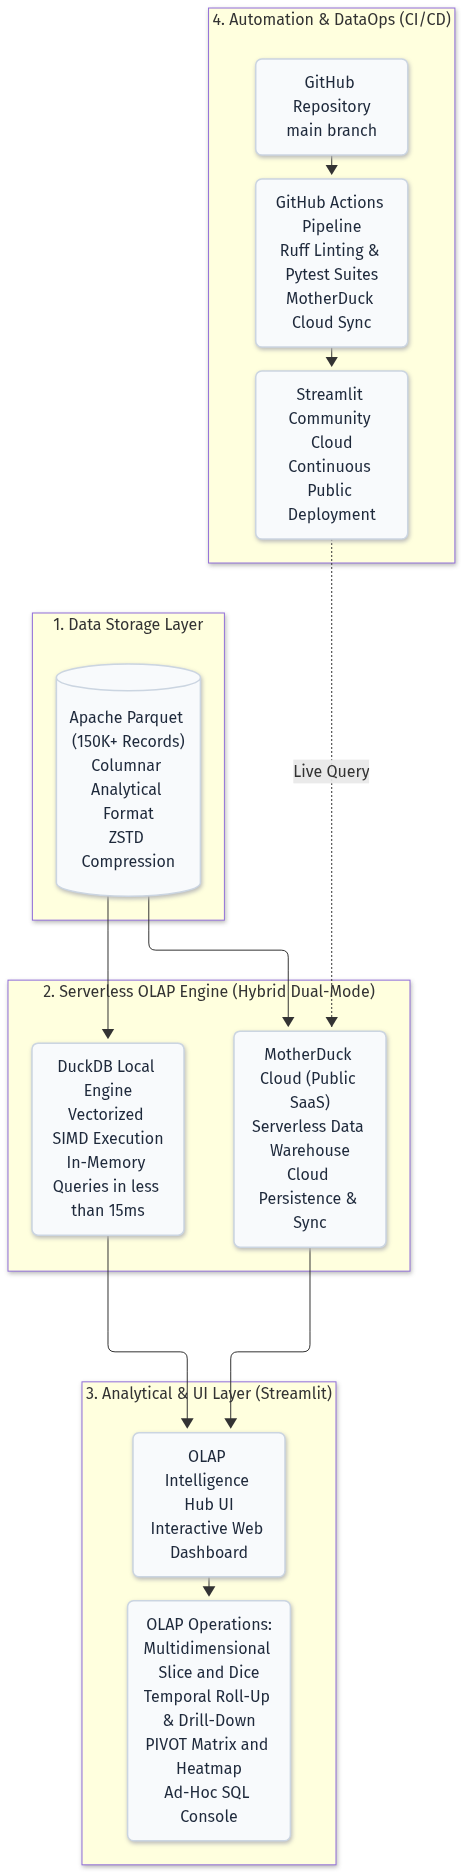 4. Automation & DataOps (CI/CD)
GitHub
Repository
main branch
GitHub Actions
Pipeline
Ruff Linting &
Pytest Suites
MotherDuck
Cloud Sync
Streamlit
Community
Cloud
Continuous
Public
Deployment
1. Data Storage Layer
Apache Parquet
(150K+ Records)
Columnar
Analytical
Format
ZSTD
Compression
Live Query
2. Serverless OLAP Engine (Hybrid Dual-Mode)
DuckDB Local
Engine
Vectorized
SIMD Execution
In-Memory
Queries in less
than 15ms
MotherDuck
Cloud (Public
SaaS)
Serverless Data
Warehouse
Cloud
Persistence &
Sync
3. Analytical & UI Layer (Streamlit)
OLAP
Intelligence
Hub UI
Interactive Web
Dashboard
OLAP Operations:
Multidimensional
Slice and Dice
Temporal Roll-Up
& Drill-Down
PIVOT Matrix and
Heatmap
Ad-Hoc SQL
Console